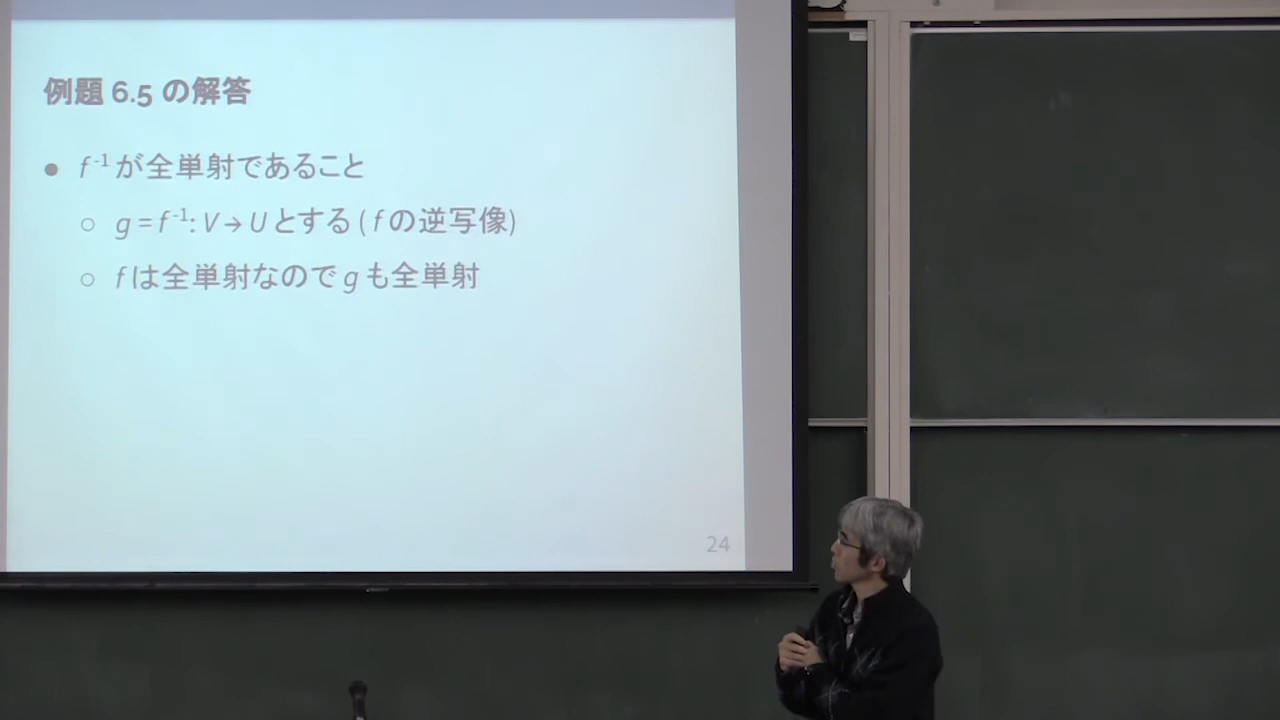 例題 6.5 の解答
● f -1 が全単射であること
○ g = f -1: V → U とする ( f の逆写像)
○ f は全単射なので g も全単射
24